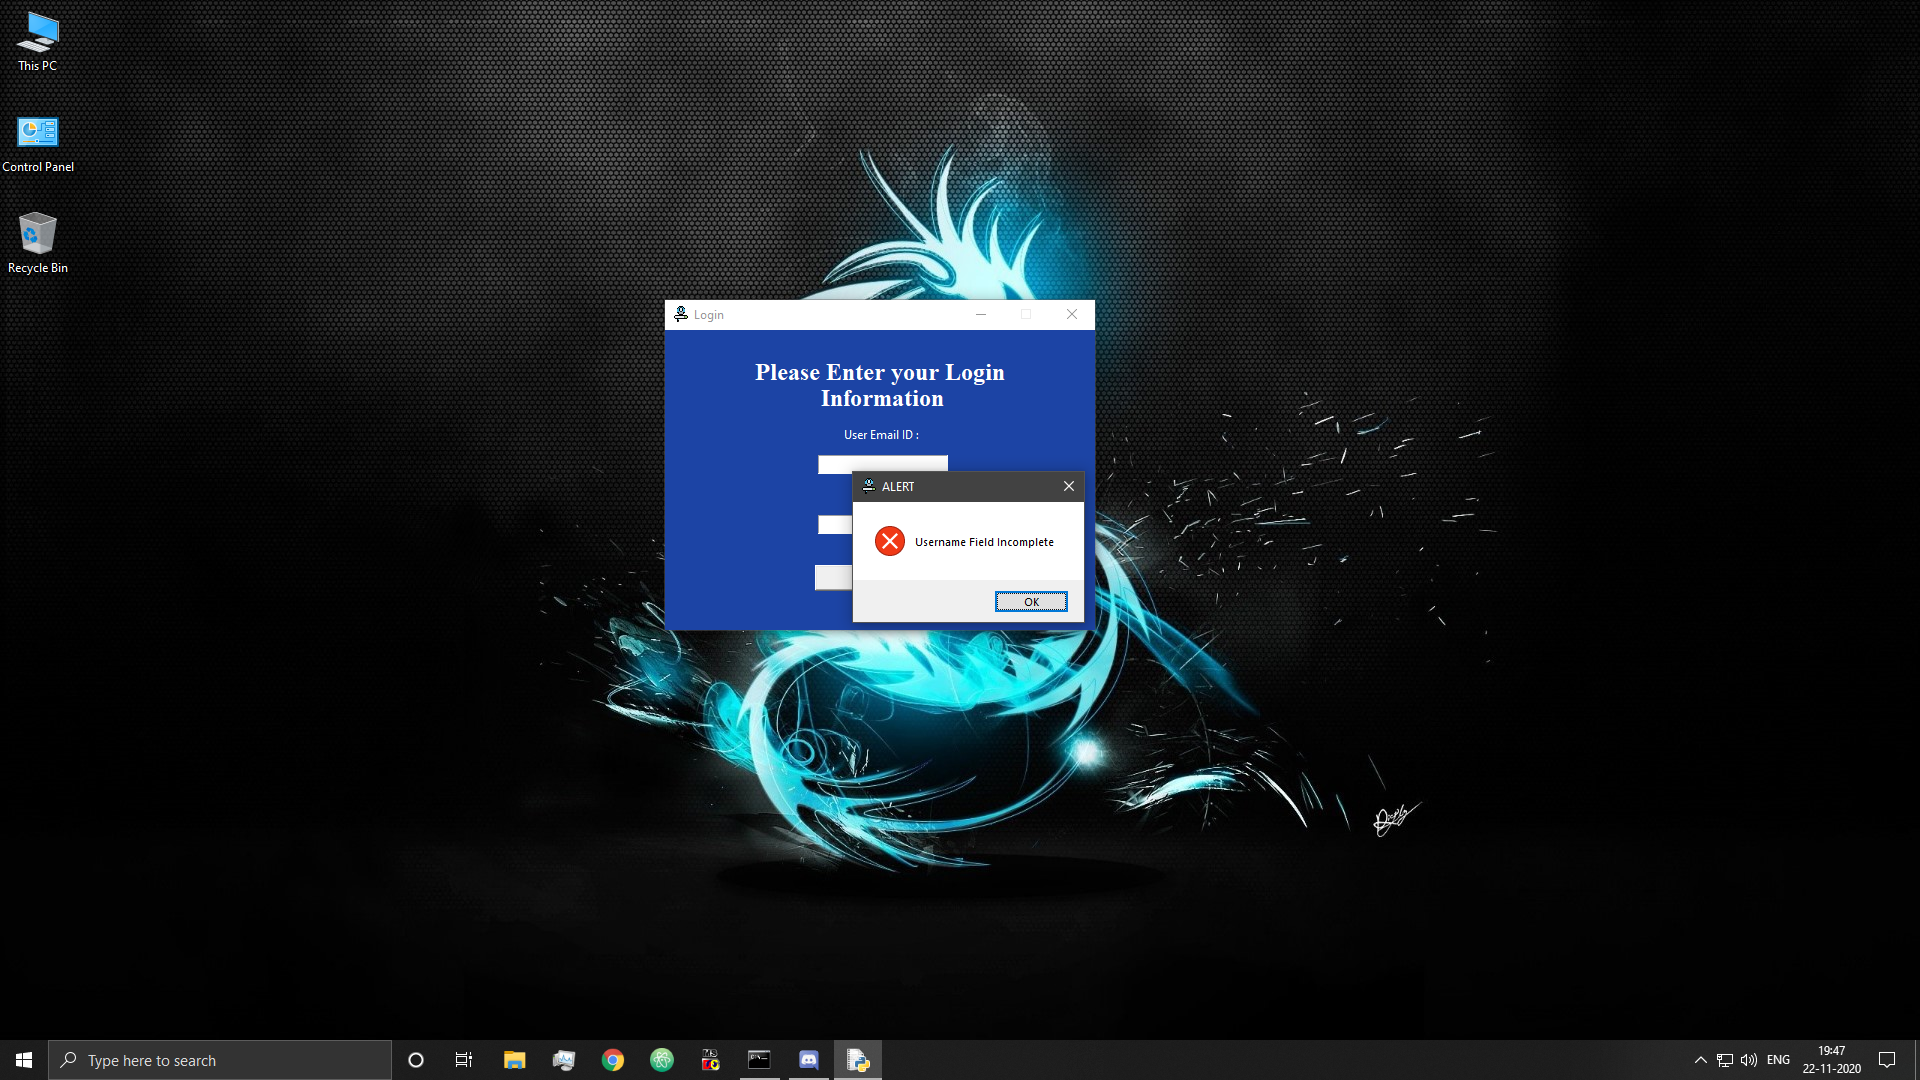 This PC
Control Panel
Recycle Bin
Login
Please Enter your Login
Information
User Email ID :
ALERT
Username Field Incomplete
OK
Type here to search
ENG
19:47
22-11-2020